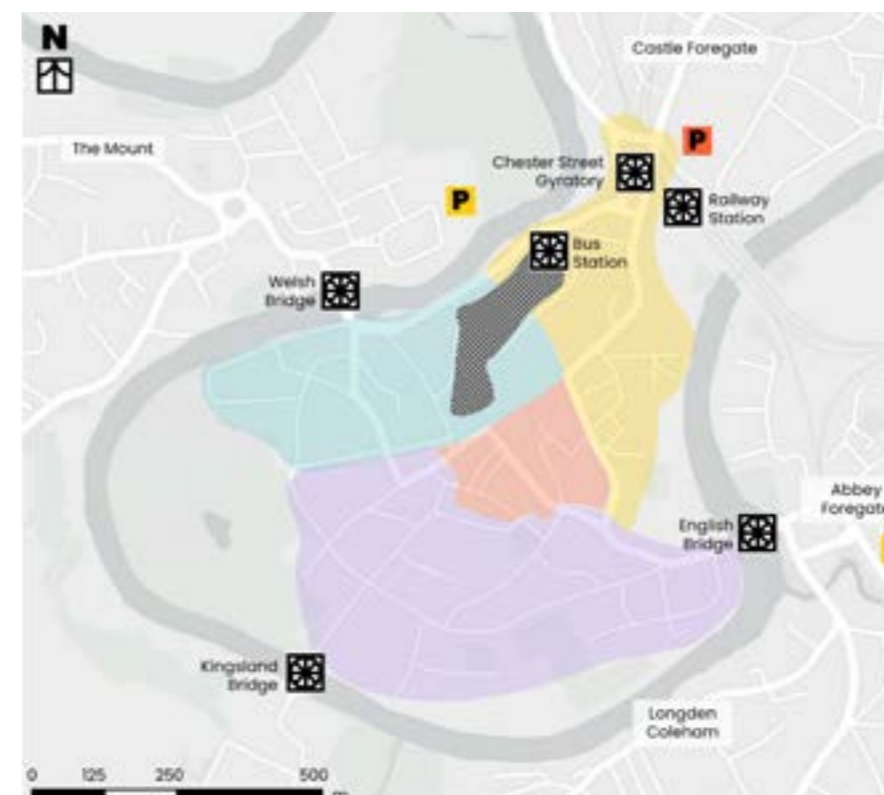 N
Castle Foregate
The Mount
P
Chester Street
Gyratory
P
Railway
Station
Bus
Station
Welsh
Bridge
Abbey
Foregate
English
Bridge
Kingsland
Bridge
Longden
Coleham
0 125 250 500
m